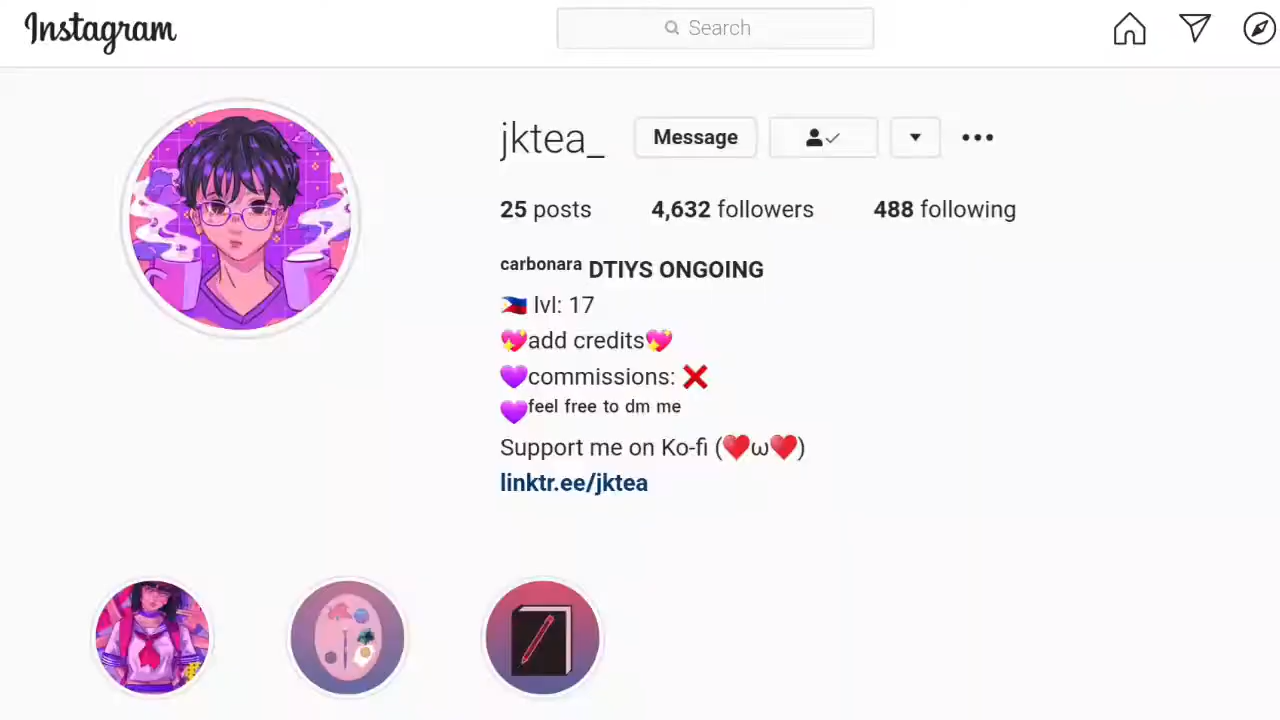 Instagram
Search
jktea_
Message
25 posts 4,632 followers 488 following
carbonara DTIYS ONGOING
🇵🇭 lvl: 17
💖add credits💖
💜commissions: ❌
💜feel free to dm me
Support me on Ko-fi (♥️ω♥️)
linktr.ee/jktea